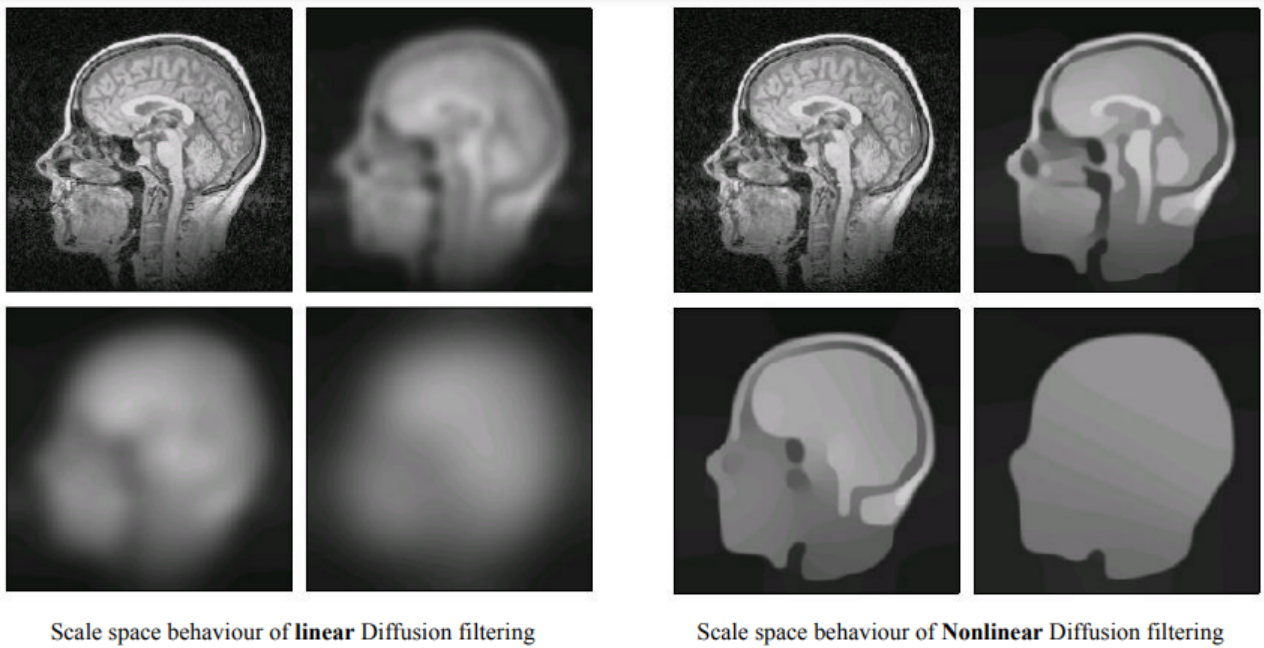 Scale space behaviour of linear Diffusion filtering
Scale space behaviour of Nonlinear Diffusion filtering